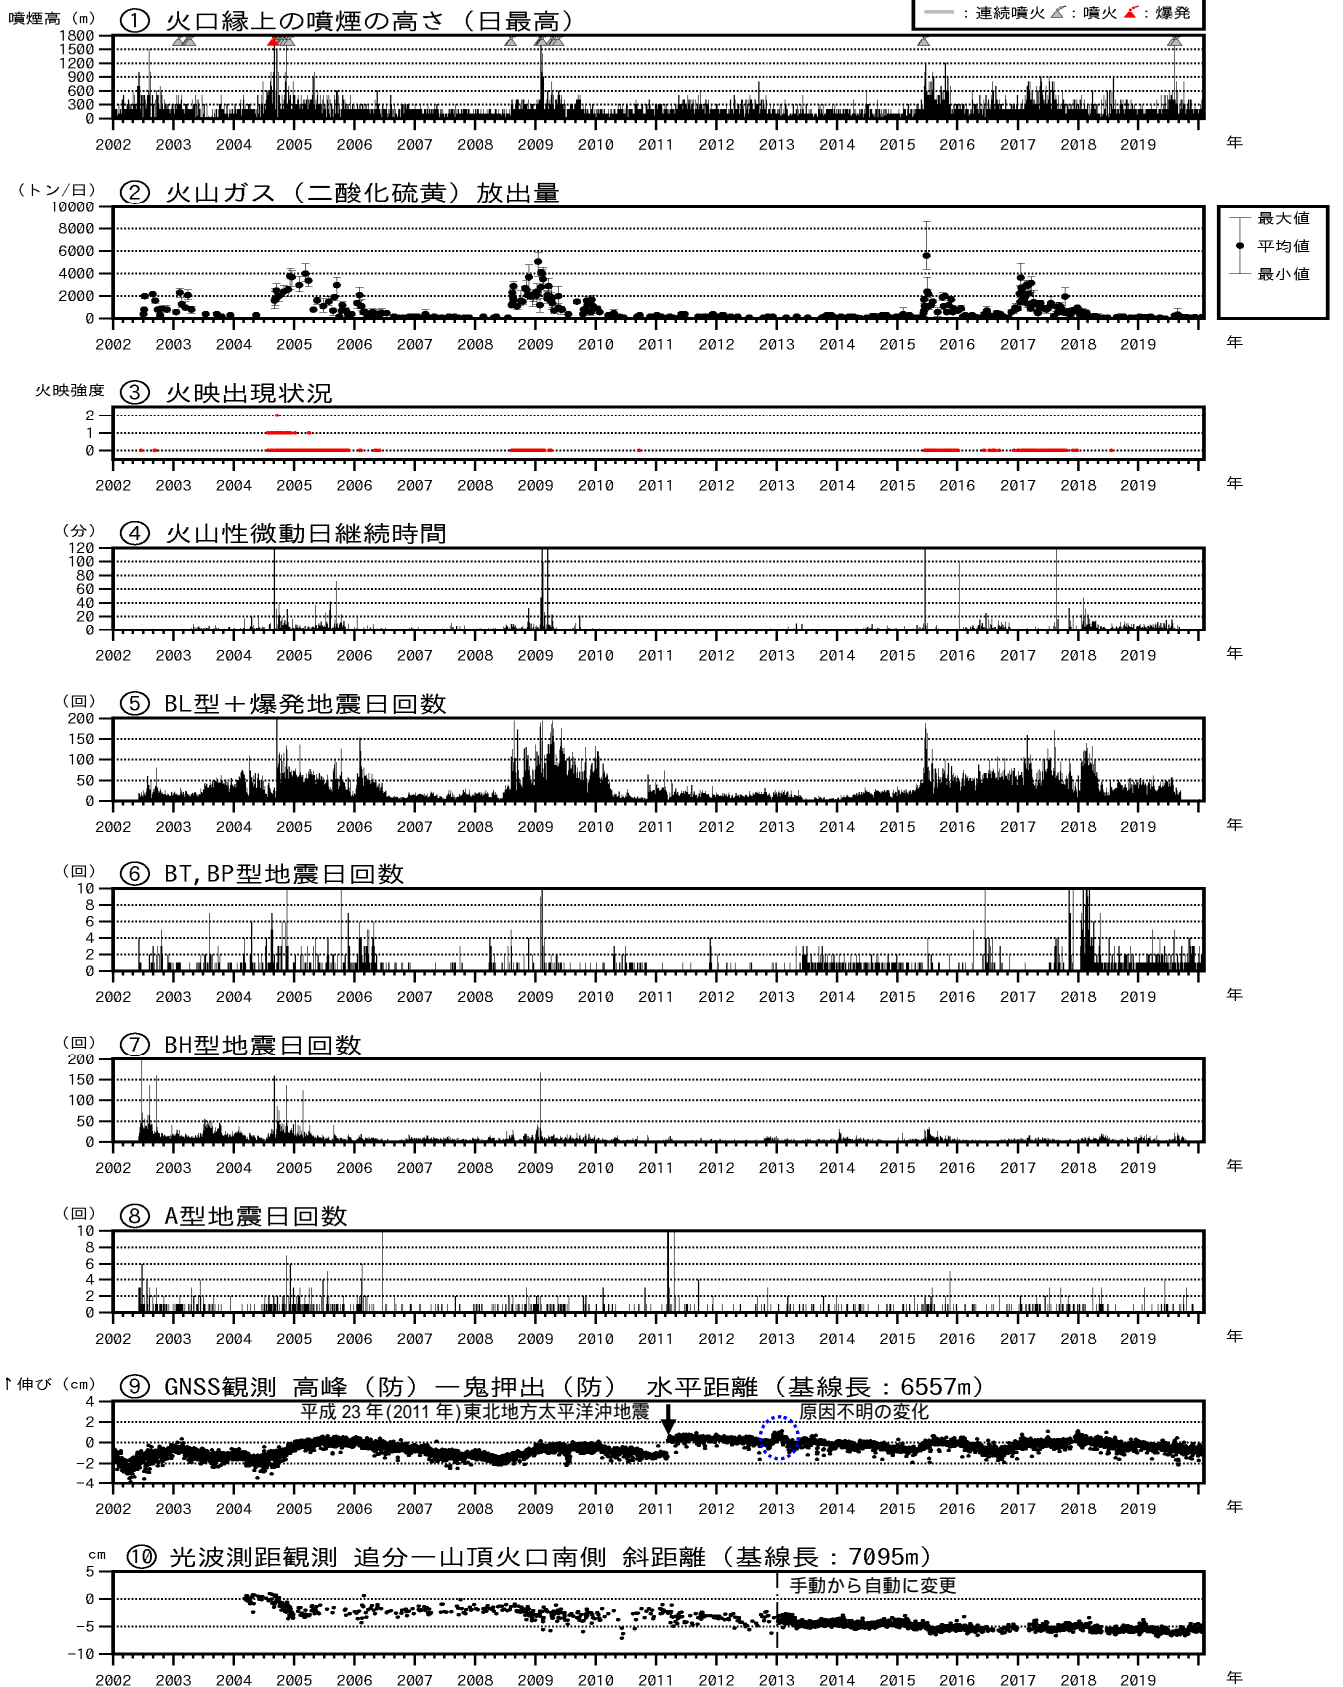 噴煙高 (m) ① 火口縁上の噴煙の高さ（日最高）
：連続噴火 ：噴火 ：爆発
1800
1500
1200
900
600
300
0
2002 2003 2004 2005 2006 2007 2008 2009 2010 2011 2012 2013 2014 2015 2016 2017 2018 2019 年
(トン/日) ② 火山ガス（二酸化硫黄）放出量
10000
8000
6000
4000
2000
0
最大値
平均値
最小値
2002 2003 2004 2005 2006 2007 2008 2009 2010 2011 2012 2013 2014 2015 2016 2017 2018 2019 年
火映強度 ③ 火映出現状況
2
1
0
2002 2003 2004 2005 2006 2007 2008 2009 2010 2011 2012 2013 2014 2015 2016 2017 2018 2019 年
(分) ④ 火山性微動日継続時間
120
100
80
60
40
20
0
2002 2003 2004 2005 2006 2007 2008 2009 2010 2011 2012 2013 2014 2015 2016 2017 2018 2019 年
(回) ⑤ BL型＋爆発地震日回数
200
150
100
50
0
2002 2003 2004 2005 2006 2007 2008 2009 2010 2011 2012 2013 2014 2015 2016 2017 2018 2019 年
(回) ⑥ BT,BP型地震日回数
10
8
6
4
2
0
2002 2003 2004 2005 2006 2007 2008 2009 2010 2011 2012 2013 2014 2015 2016 2017 2018 2019 年
(回) ⑦ BH型地震日回数
200
150
100
50
0
2002 2003 2004 2005 2006 2007 2008 2009 2010 2011 2012 2013 2014 2015 2016 2017 2018 2019 年
(回) ⑧ A型地震日回数
10
8
6
4
2
0
2002 2003 2004 2005 2006 2007 2008 2009 2010 2011 2012 2013 2014 2015 2016 2017 2018 2019 年
↑伸び (cm) ⑨ GNSS観測 高峰（防）―鬼押出（防） 水平距離（基線長：6557m）
平成 23 年(2011 年)東北地方太平洋沖地震 原因不明の変化
4
2
0
-2
-4
2002 2003 2004 2005 2006 2007 2008 2009 2010 2011 2012 2013 2014 2015 2016 2017 2018 2019 年
cm ⑩ 光波測距観測 追分―山頂火口南側 斜距離（基線長：7095m）
手動から自動に変更
5
0
-5
-10
2002 2003 2004 2005 2006 2007 2008 2009 2010 2011 2012 2013 2014 2015 2016 2017 2018 2019 年